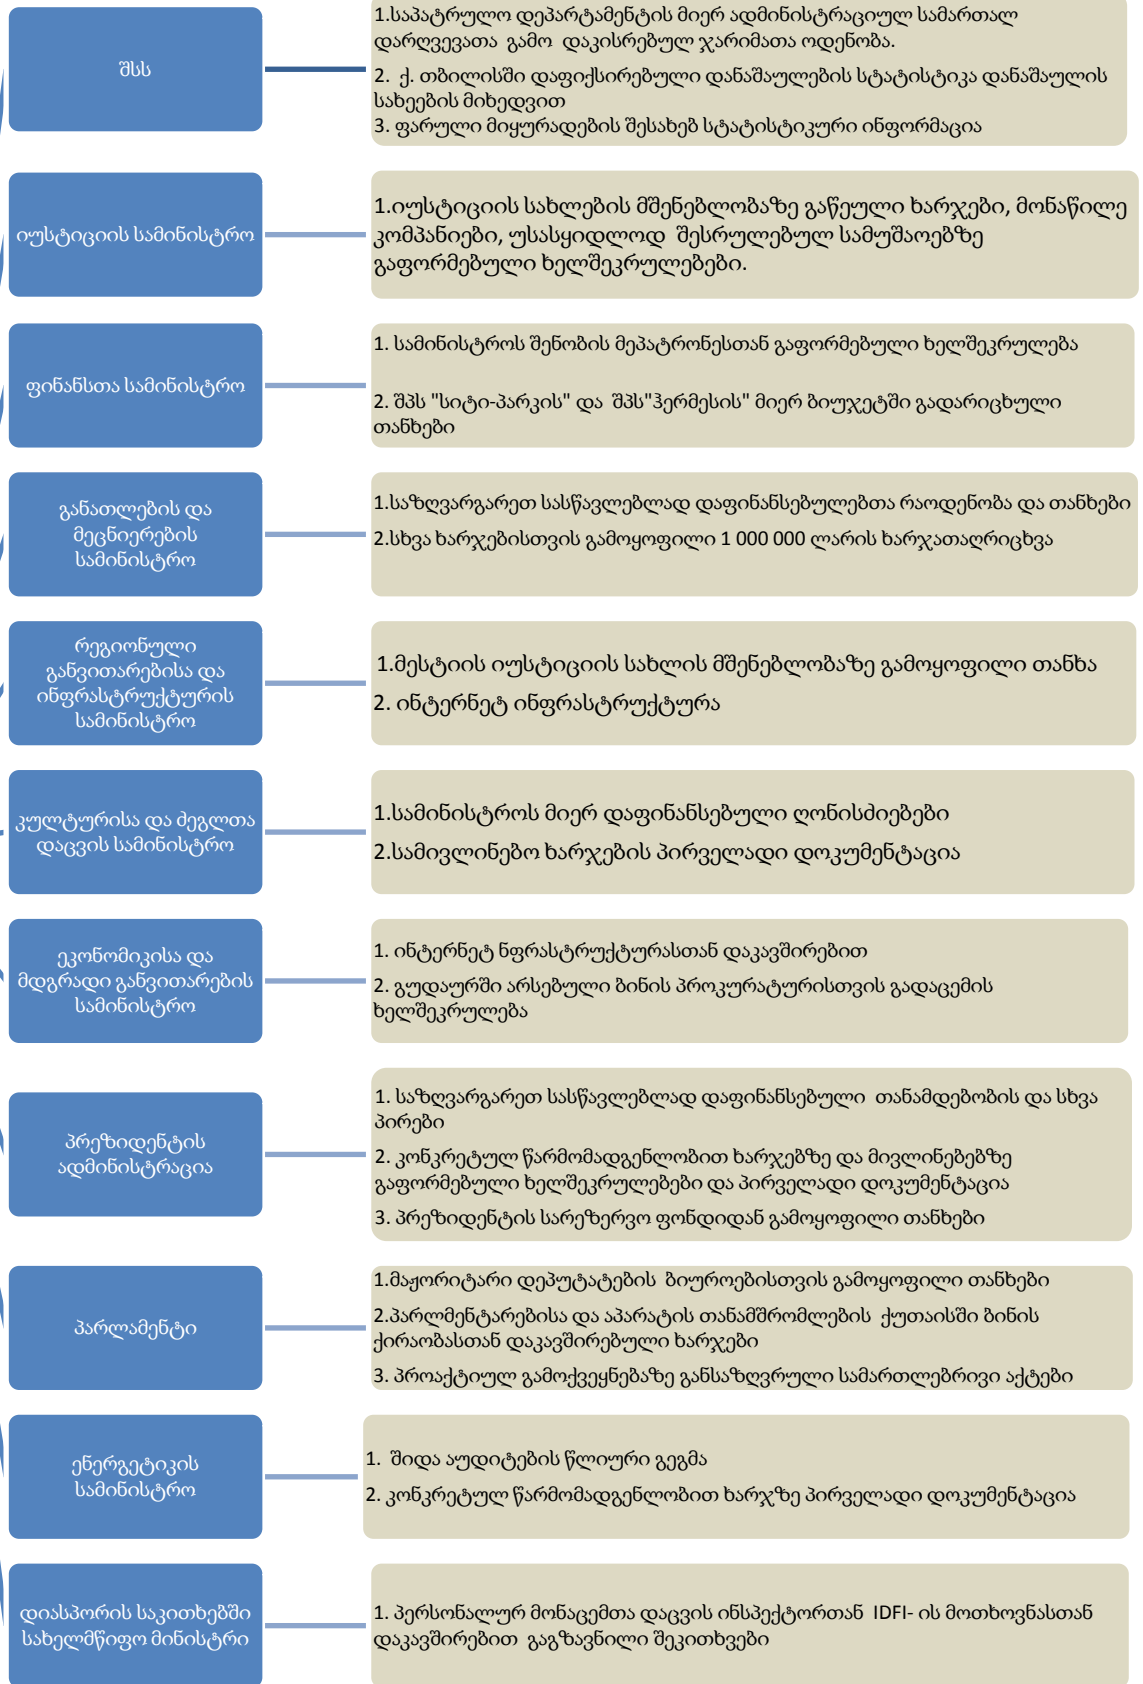 შსს
1.საპატრულო დეპარტამენტის მიერ ადმინისტრაციულ სამართალ
დარღვევათა გამო დაკისრებულ ჯარიმათა ოდენობა.
2. ქ. თბილისში დაფიქსირებული დანაშაულების სტატისტიკა დანაშაულის
სახეების მიხედვით
3. ფარული მიყურადების შესახებ სტატისტიკური ინფორმაცია
იუსტიციის სამინისტრო
1.იუსტიციის სახლების მშენებლობაზე გაწეული ხარჯები, მონაწილე
კომპანიები, უსასყიდლოდ შესრულებულ სამუშაოებზე
გაფორმებული ხელშეკრულებები.
ფინანსთა სამინისტრო
1. სამინისტროს შენობის მეპატრონესთან გაფორმებული ხელშეკრულება
2. შპს "სიტი-პარკის" და შპს"ჰერმესის" მიერ ბიუჯეტში გადარიცხული
თანხები
განათლების და
მეცნიერების
სამინისტრო
1.საზღვარგარეთ სასწავლებლად დაფინანსებულებთა რაოდენობა და თანხები
2.სხვა ხარჯებისთვის გამოყოფილი 1 000 000 ლარის ხარჯთაღრიცხვა
რეგიონული
განვითარებისა და
ინფრასტრუქტურის
სამინისტრო
1.მესტიის იუსტიციის სახლის მშენებლობაზე გამოყოფილი თანხა
2. ინტერნეტ ინფრასტრუქტურა
კულტურისა და ძეგლთა
დაცვის სამინისტრო
1.სამინისტროს მიერ დაფინანსებული ღონისძიებები
2.სამივლინებო ხარჯების პირველადი დოკუმენტაცია
ეკონომიკისა და
მდგრადი განვითარების
სამინისტრო
1. ინტერნეტ ნფრასტრუქტურასთან დაკავშირებით
2. გუდაურში არსებული ბინის პროკურატურისთვის გადაცემის
ხელშეკრულება
პრეზიდენტის
ადმინისტრაცია
1. საზღვარგარეთ სასწავლებლად დაფინანსებული თანამდებობის და სხვა
პირები
2. კონკრეტულ წარმომადგენლობით ხარჯებზე და მივლინებებზე
გაფორმებული ხელშეკრულებები და პირველადი დოკუმენტაცია
3. პრეზიდენტის სარეზერვო ფონდიდან გამოყოფილი თანხები
პარლამენტი
1.მაჟორიტარი დეპუტატების ბიუროებისთვის გამოყოფილი თანხები
2.პარლმენტარებისა და აპარატის თანამშრომლების ქუთაისში ბინის
ქირაობასთან დაკავშირებული ხარჯები
3. პროაქტიულ გამოქვეყნებაზე განსაზღვრული სამართლებრივი აქტები
ენერგეტიკის
სამინისტრო
1. შიდა აუდიტების წლიური გეგმა
2. კონკრეტულ წარმომადგენლობით ხარჯზე პირველადი დოკუმენტაცია
დიასპორის საკითხებში
სახელმწიფო მინისტრი
1. პერსონალურ მონაცემთა დაცვის ინსპექტორთან IDFI- ის მოთხოვნასთან
დაკავშირებით გაგზავნილი შეკითხვები